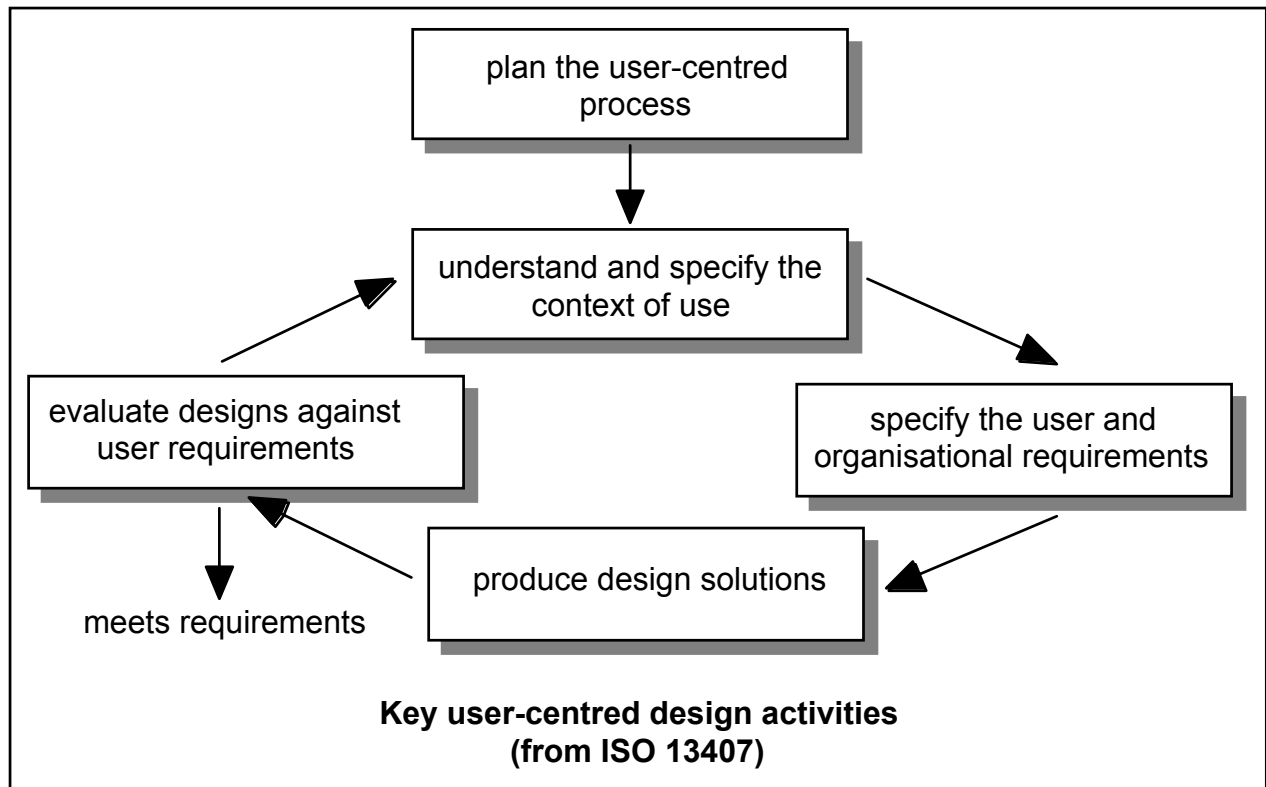 plan the user-centred
process
understand and specify the
context of use
evaluate designs against
user requirements
specify the user and
organisational requirements
produce design solutions
meets requirements
Key user-centred design activities
(from ISO 13407)